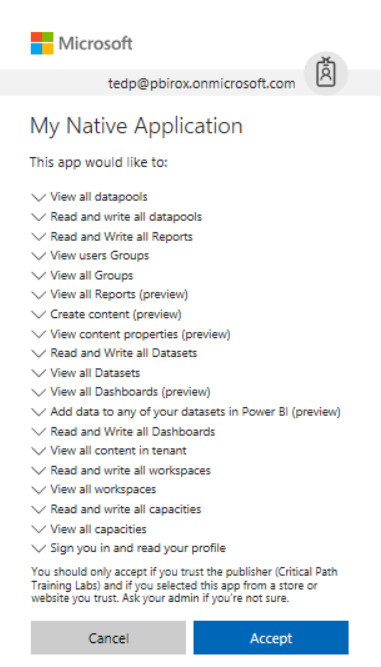 Microsoft
tedp@pbirox.onmicrosoft.com
My Native Application
This app would like to:
View all datapools
Read and write all datapools
Read and Write all Reports
View users Groups
View all Groups
View all Reports (preview)
Create content (preview)
View content properties (preview)
Read and Write all Datasets
View all Datasets
View all Dashboards (preview)
Add data to any of your datasets in Power BI (preview)
Read and Write all Dashboards
View all content in tenant
Read and write all workspaces
View all workspaces
Read and write all capacities
View all capacities
Sign you in and read your profile
You should only accept if you trust the publisher (Critical Path
Training Labs) and if you selected this app from a store or
website you trust. Ask your admin if you're not sure.
Cancel
Accept